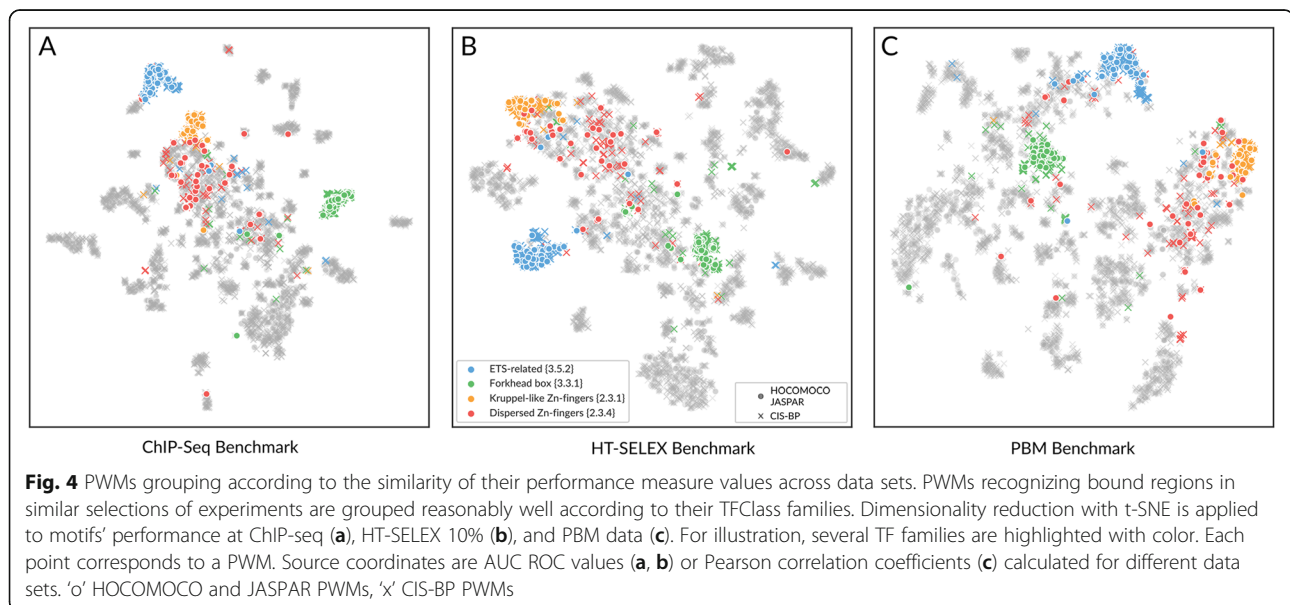 A
B
C
ETS-related {3.5.2}
Forkhead box {3.3.1}
Kruppel-like Zn-fingers {2.3.1}
Dispersed Zn-fingers {2.3.4}
HOCOMOCO
JASPAR
CIS-BP
ChIP-Seq Benchmark
HT-SELEX Benchmark
PBM Benchmark
Fig. 4 PWMs grouping according to the similarity of their performance measure values across data sets. PWMs recognizing bound regions in
similar selections of experiments are grouped reasonably well according to their TFClass families. Dimensionality reduction with t-SNE is applied
to motifs' performance at ChIP-seq (a), HT-SELEX 10% (b), and PBM data (c). For illustration, several TF families are highlighted with color. Each
point corresponds to a PWM. Source coordinates are AUC ROC values (a, b) or Pearson correlation coefficients (c) calculated for different data
sets. 'o' HOCOMOCO and JASPAR PWMs, 'x' CIS-BP PWMs